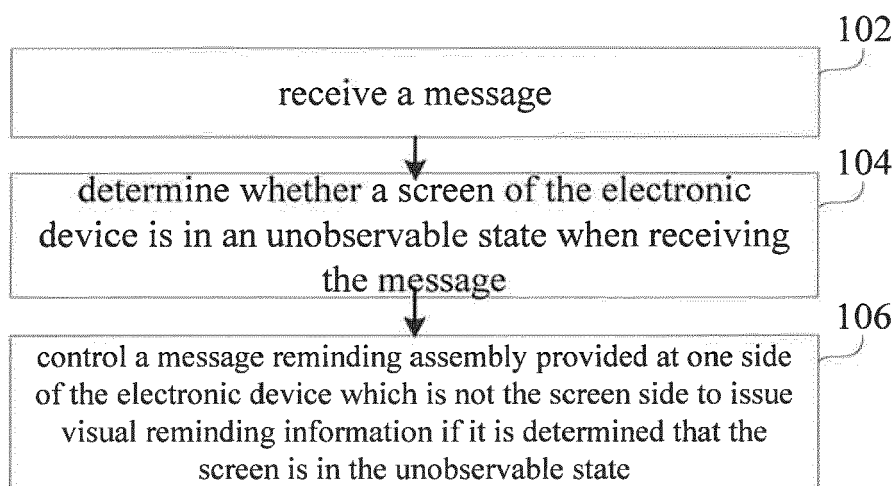 102
receive a message
104
determine whether a screen of the electronic
device is in an unobservable state when receiving
the message
106
control a message reminding assembly provided at one side
of the electronic device which is not the screen side to issue
visual reminding information if it is determined that the
screen is in the unobservable state